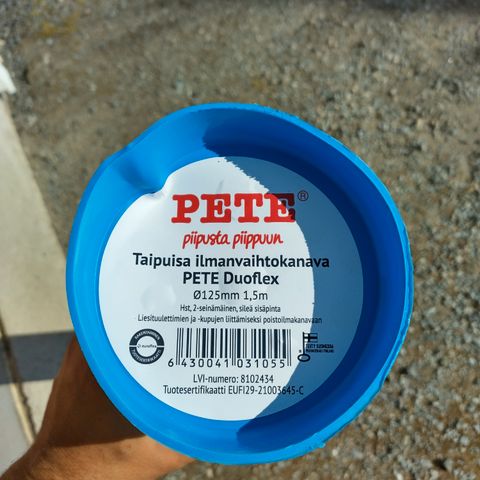 PETE®
piipusta piippuun
Taipuisa ilmanvaihtokanava
PETE Duoflex
Ø125mm 1,5m
Hst, 2-seinämäinen, sileä sisäpinta
Liesituulettimien ja -kupujen liittämiseksi poistoilmakanavaan
6 430041 031055
LVI-numero: 8102434
Tuotesertifikaatti EUFI29-21003645-C